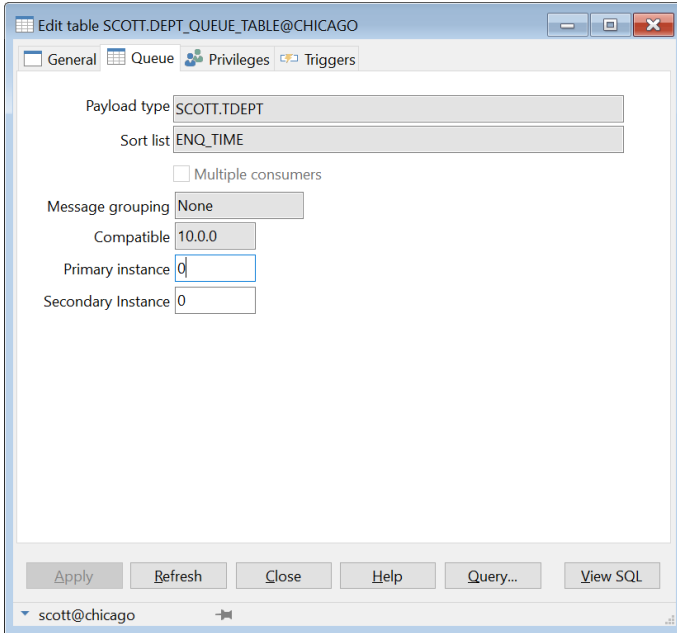 Edit table SCOTT.DEPT_QUEUE_TABLE@CHICAGO
General Queue Privileges Triggers
Payload type SCOTT.TDEPT
Sort list ENQ_TIME
Multiple consumers
Message grouping None
Compatible 10.0.0
Primary instance 0
Secondary Instance 0
Apply Refresh Close Help Query... View SQL
scott@chicago